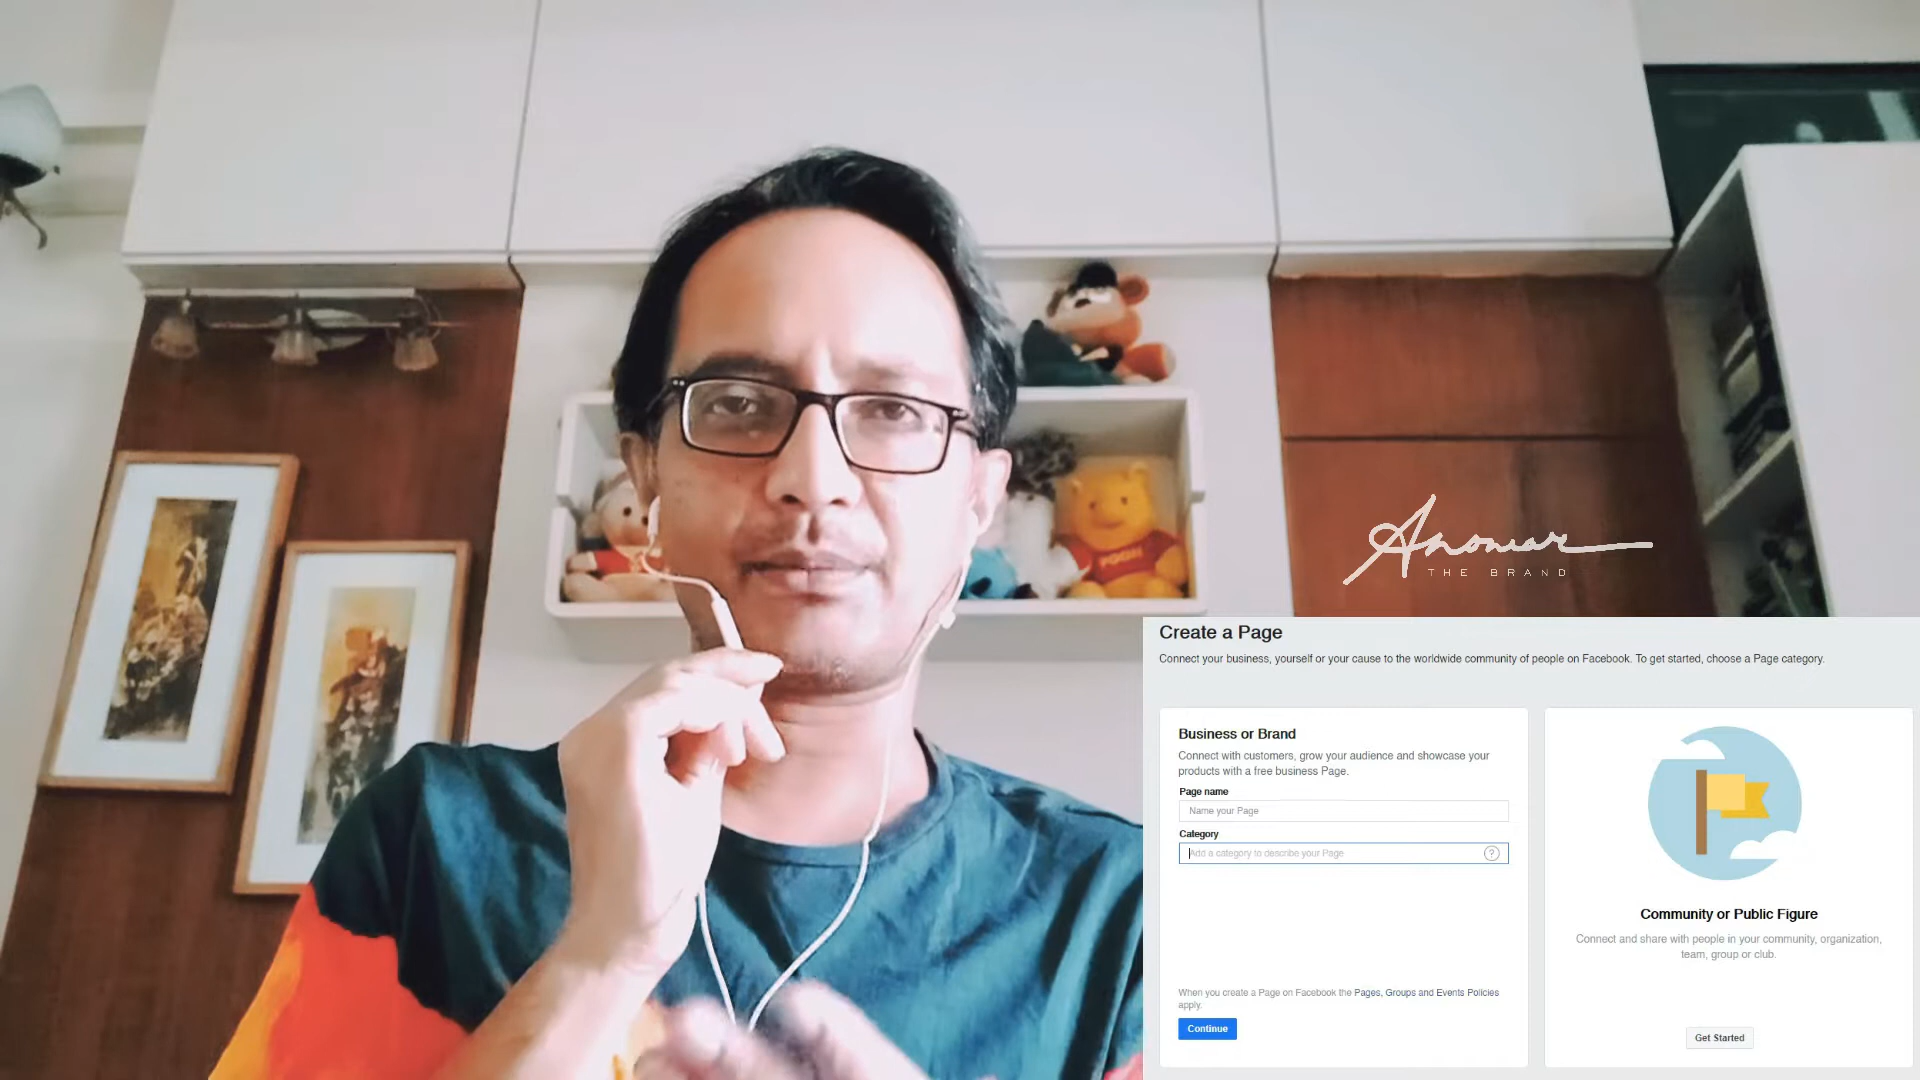 Anomar
THE BRAND
POOH
Create a Page
Connect your business, yourself or your cause to the worldwide community of people on Facebook. To get started, choose a Page category.
Business or Brand
Connect with customers, grow your audience and showcase your
products with a free business Page.
Page name
Name your Page
Category
Add a category to describe your Page
?
When you create a Page on Facebook the Pages, Groups and Events Policies
apply.
Continue
Community or Public Figure
Connect and share with people in your community, organization,
team, group or club.
Get Started